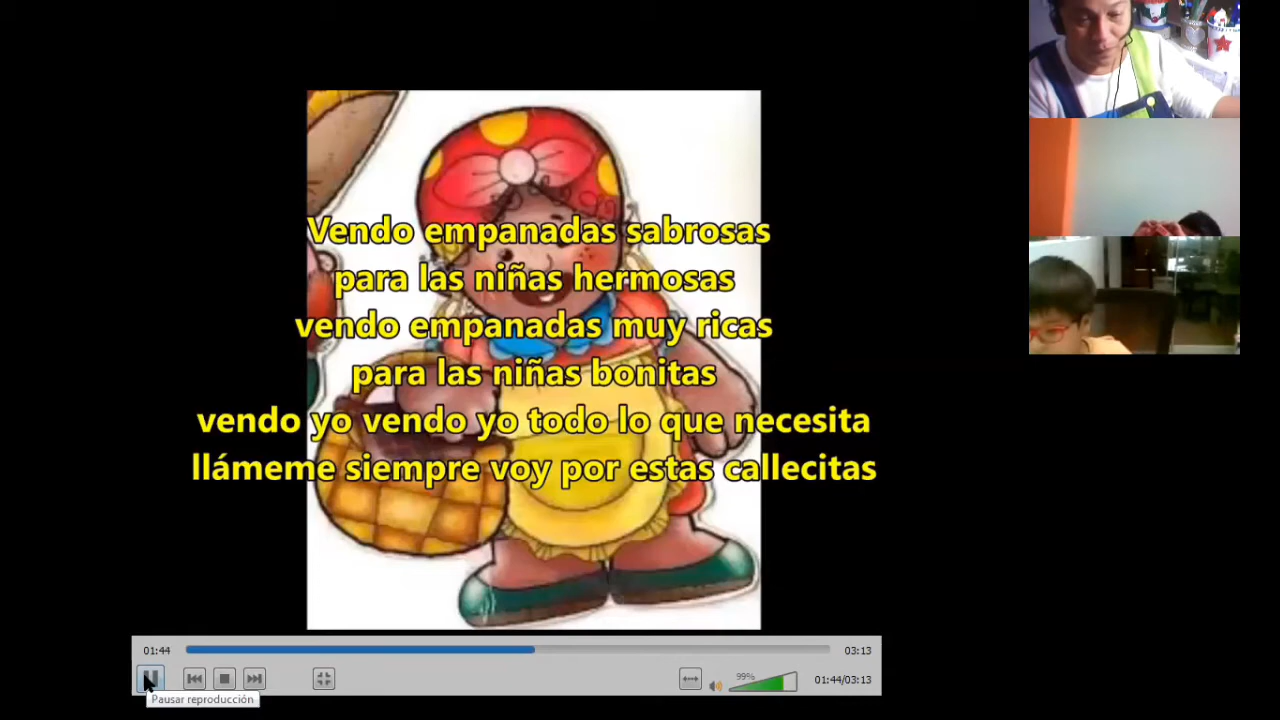 Vendo empanadas sabrosas
para las niñas hermosas
vendo empanadas muy ricas
para las niñas bonitas
vendo yo vendo yo todo lo que necesita
llámeme siempre voy por estas callecitas
01:44
03:13
99%
01:44/03:13
Pausar reproducción